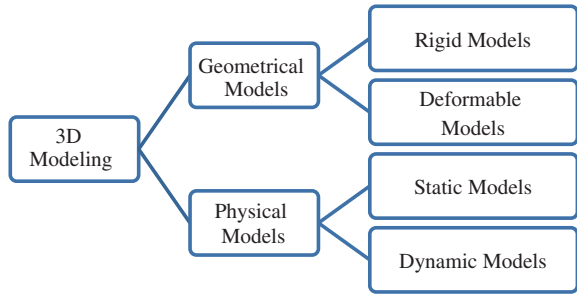 3D
Modeling
Geometrical
Models
Rigid Models
Deformable
Models
Physical
Models
Static Models
Dynamic Models